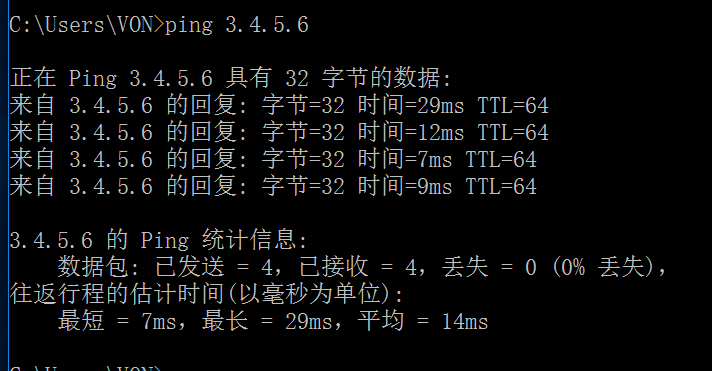 C:\Users\VON>ping 3.4.5.6
正在 Ping 3.4.5.6 具有 32 字节的数据:
来自 3.4.5.6 的回复: 字节=32 时间=29ms TTL=64
来自 3.4.5.6 的回复: 字节=32 时间=12ms TTL=64
来自 3.4.5.6 的回复: 字节=32 时间=7ms TTL=64
来自 3.4.5.6 的回复: 字节=32 时间=9ms TTL=64
3.4.5.6 的 Ping 统计信息:
数据包: 已发送 = 4，已接收 = 4，丢失 = 0 (0% 丢失)，
往返行程的估计时间(以毫秒为单位):
最短 = 7ms，最长 = 29ms，平均 = 14ms